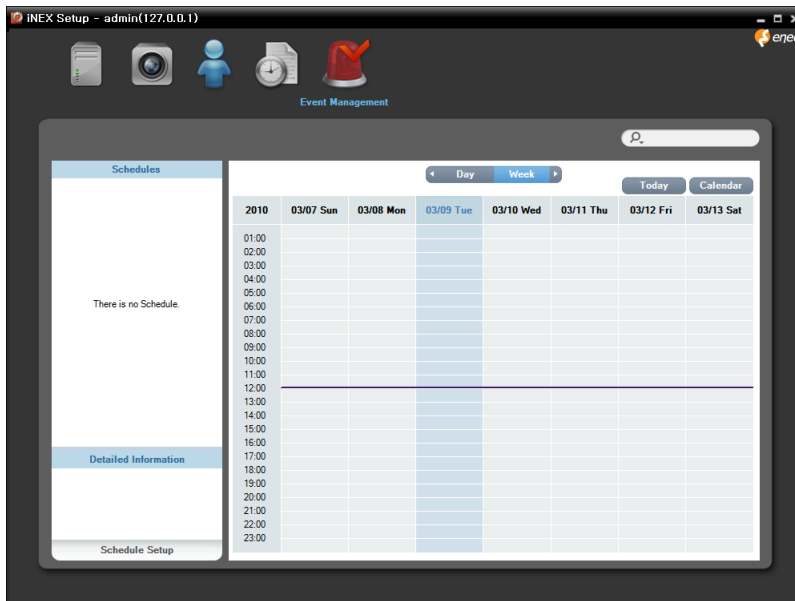 iNEX Setup - admin(127.0.0.1)
Event Management
Schedules
There is no Schedule.
Detailed Information
Schedule Setup
Day
Week
Today
Calendar
2010 03/07 Sun 03/08 Mon 03/09 Tue 03/10 Wed 03/11 Thu 03/12 Fri 03/13 Sat
01:00
02:00
03:00
04:00
05:00
06:00
07:00
08:00
09:00
10:00
11:00
12:00
13:00
14:00
15:00
16:00
17:00
18:00
19:00
20:00
21:00
22:00
23:00